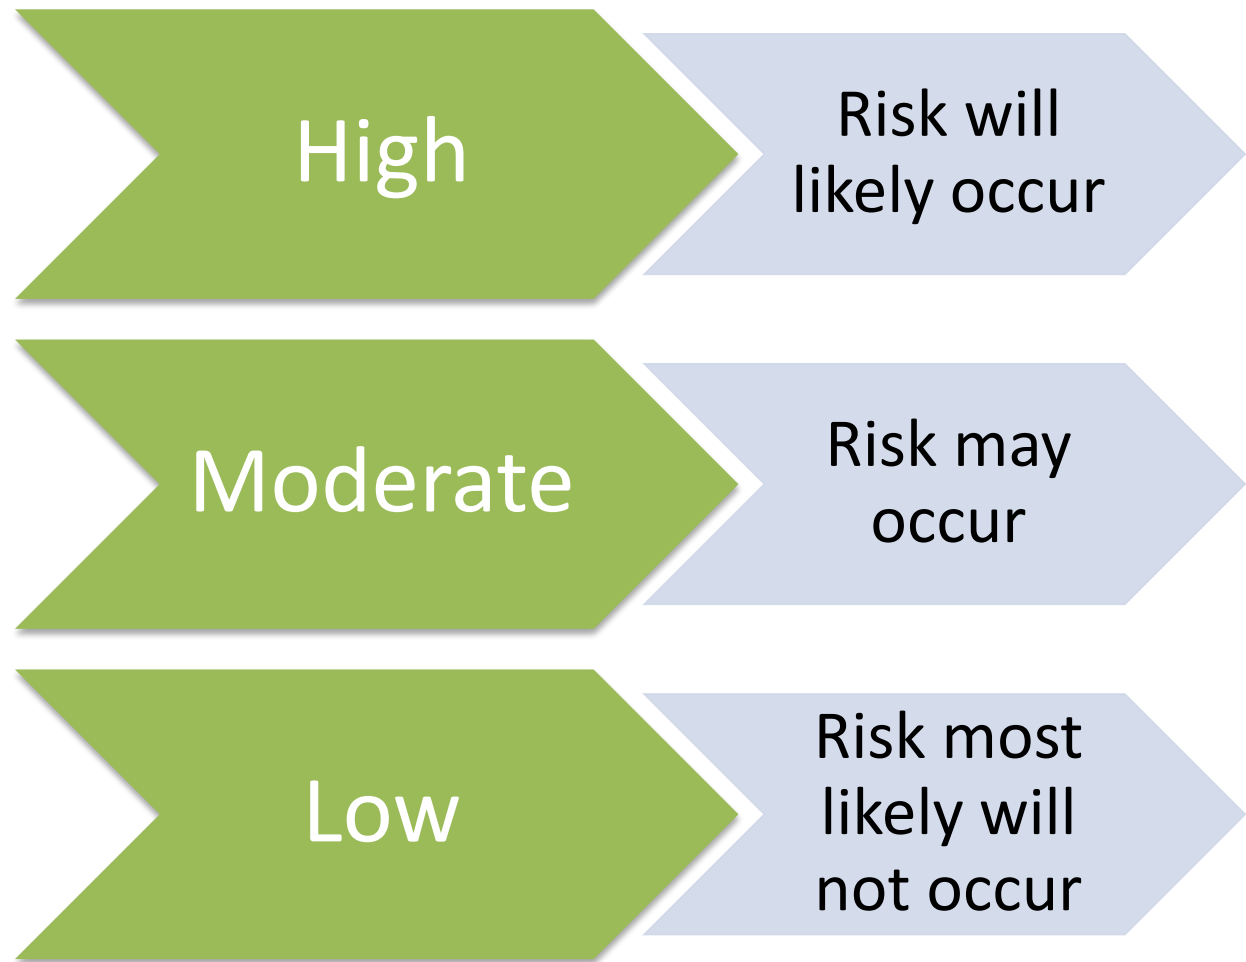 High
Risk will
likely occur
Moderate
Risk may
occur
Low
Risk most
likely will
not occur